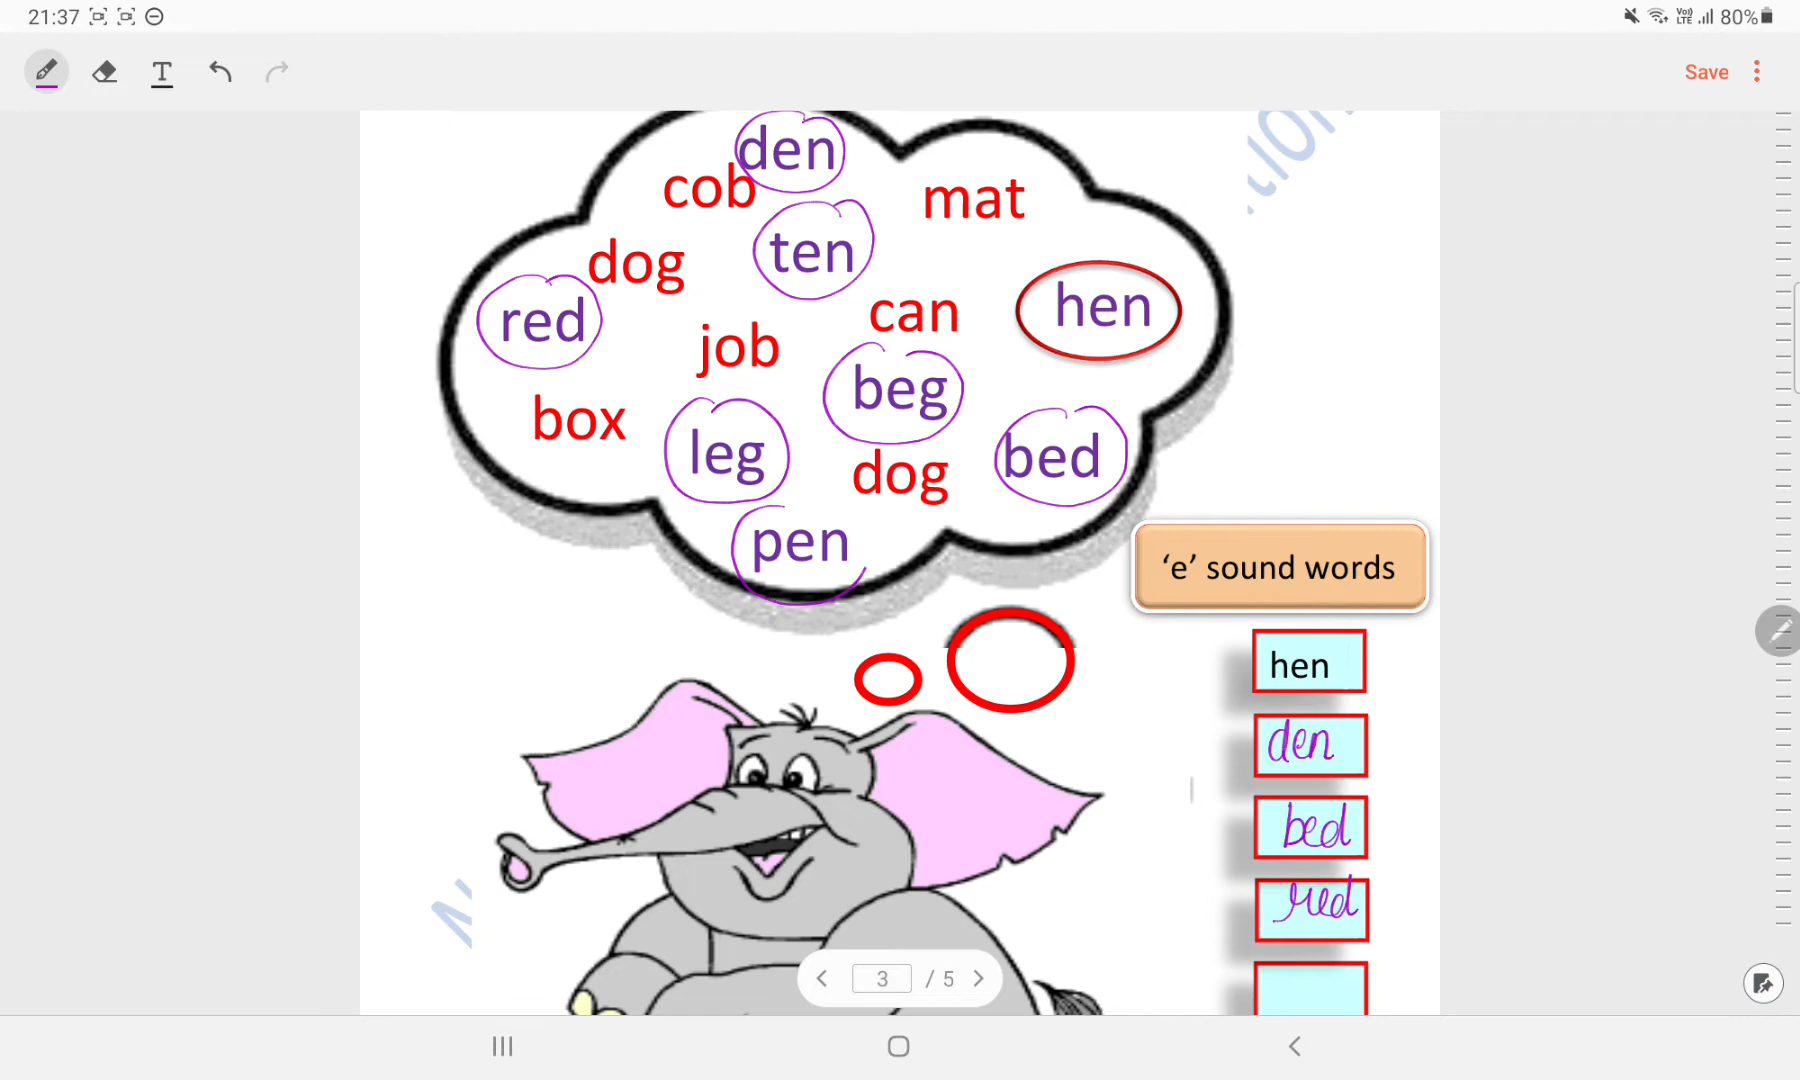 21:37 80%
Save
den
cob
mat
ten
dog
hen
red
can
job
beg
box
leg
bed
dog
pen
‘e’ sound words
hen
den
bed
red
3 / 5